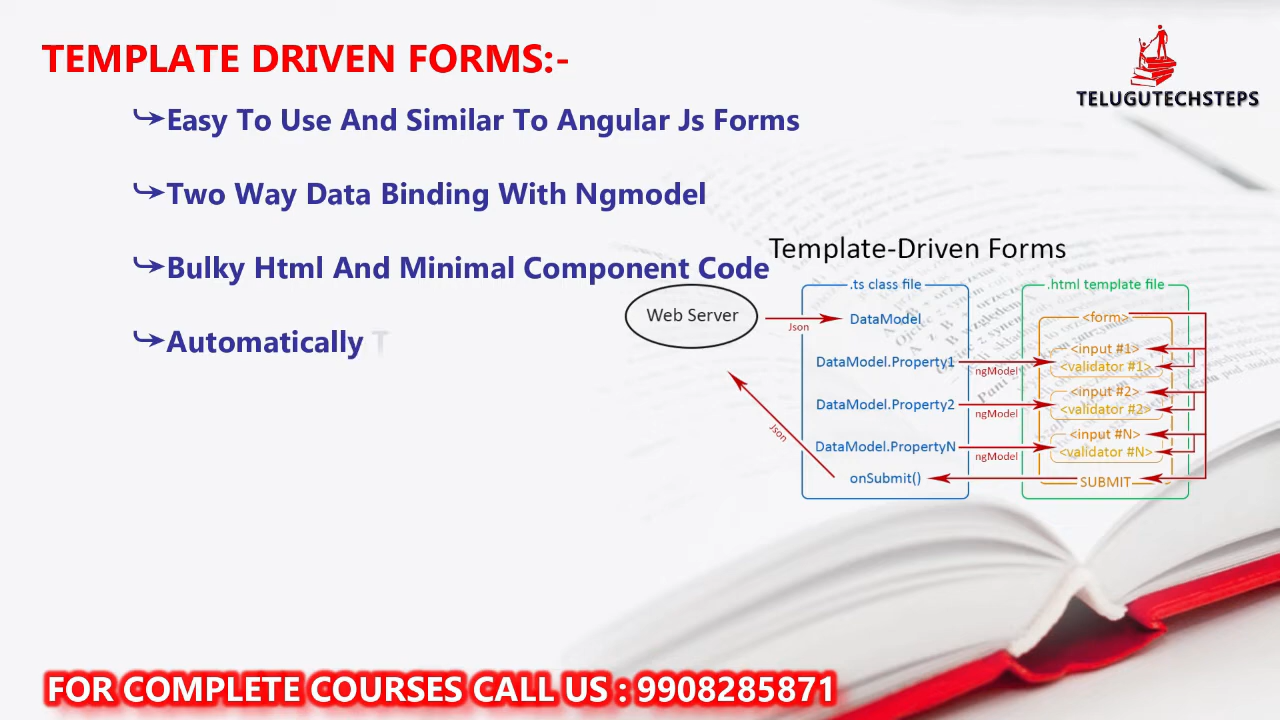 TEMPLATE DRIVEN FORMS:-
TELUGUTECHSTEPS
Easy To Use And Similar To Angular Js Forms
Two Way Data Binding With Ngmodel
Bulky Html And Minimal Component Code
Automatically T
Template-Driven Forms
.ts class file
.html template file
Web Server
Json
DataModel
<form>
DataModel.Property1
ngModel
<input #1>
<validator #1>
DataModel.Property2
ngModel
<input #2>
<validator #2>
DataModel.PropertyN
ngModel
<input #N>
<validator #N>
Json
onSubmit()
SUBMIT
FOR COMPLETE COURSES CALL US : 9908285871